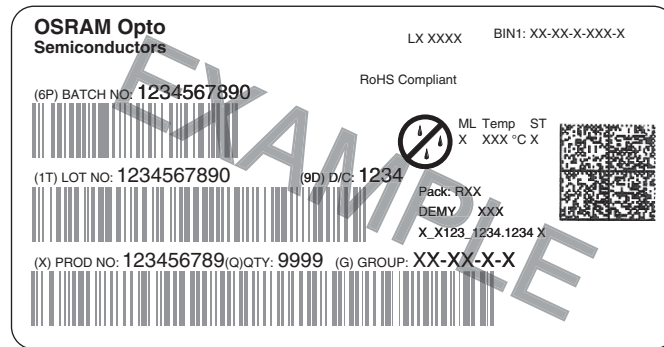 OSRAM Opto
Semiconductors
LX XXXX
BIN1: XX-XX-X-XXX-X
RoHS Compliant
(6P) BATCH NO: 1234567890
ML Temp ST
X XXX °C X
(1T) LOT NO: 1234567890 (9D) D/C: 1234
Pack: RXX
DEMY XXX
X_X123_1234.1234 X
(X) PROD NO: 123456789(Q)QTY: 9999 (G) GROUP: XX-XX-X-X
EXAMPLE